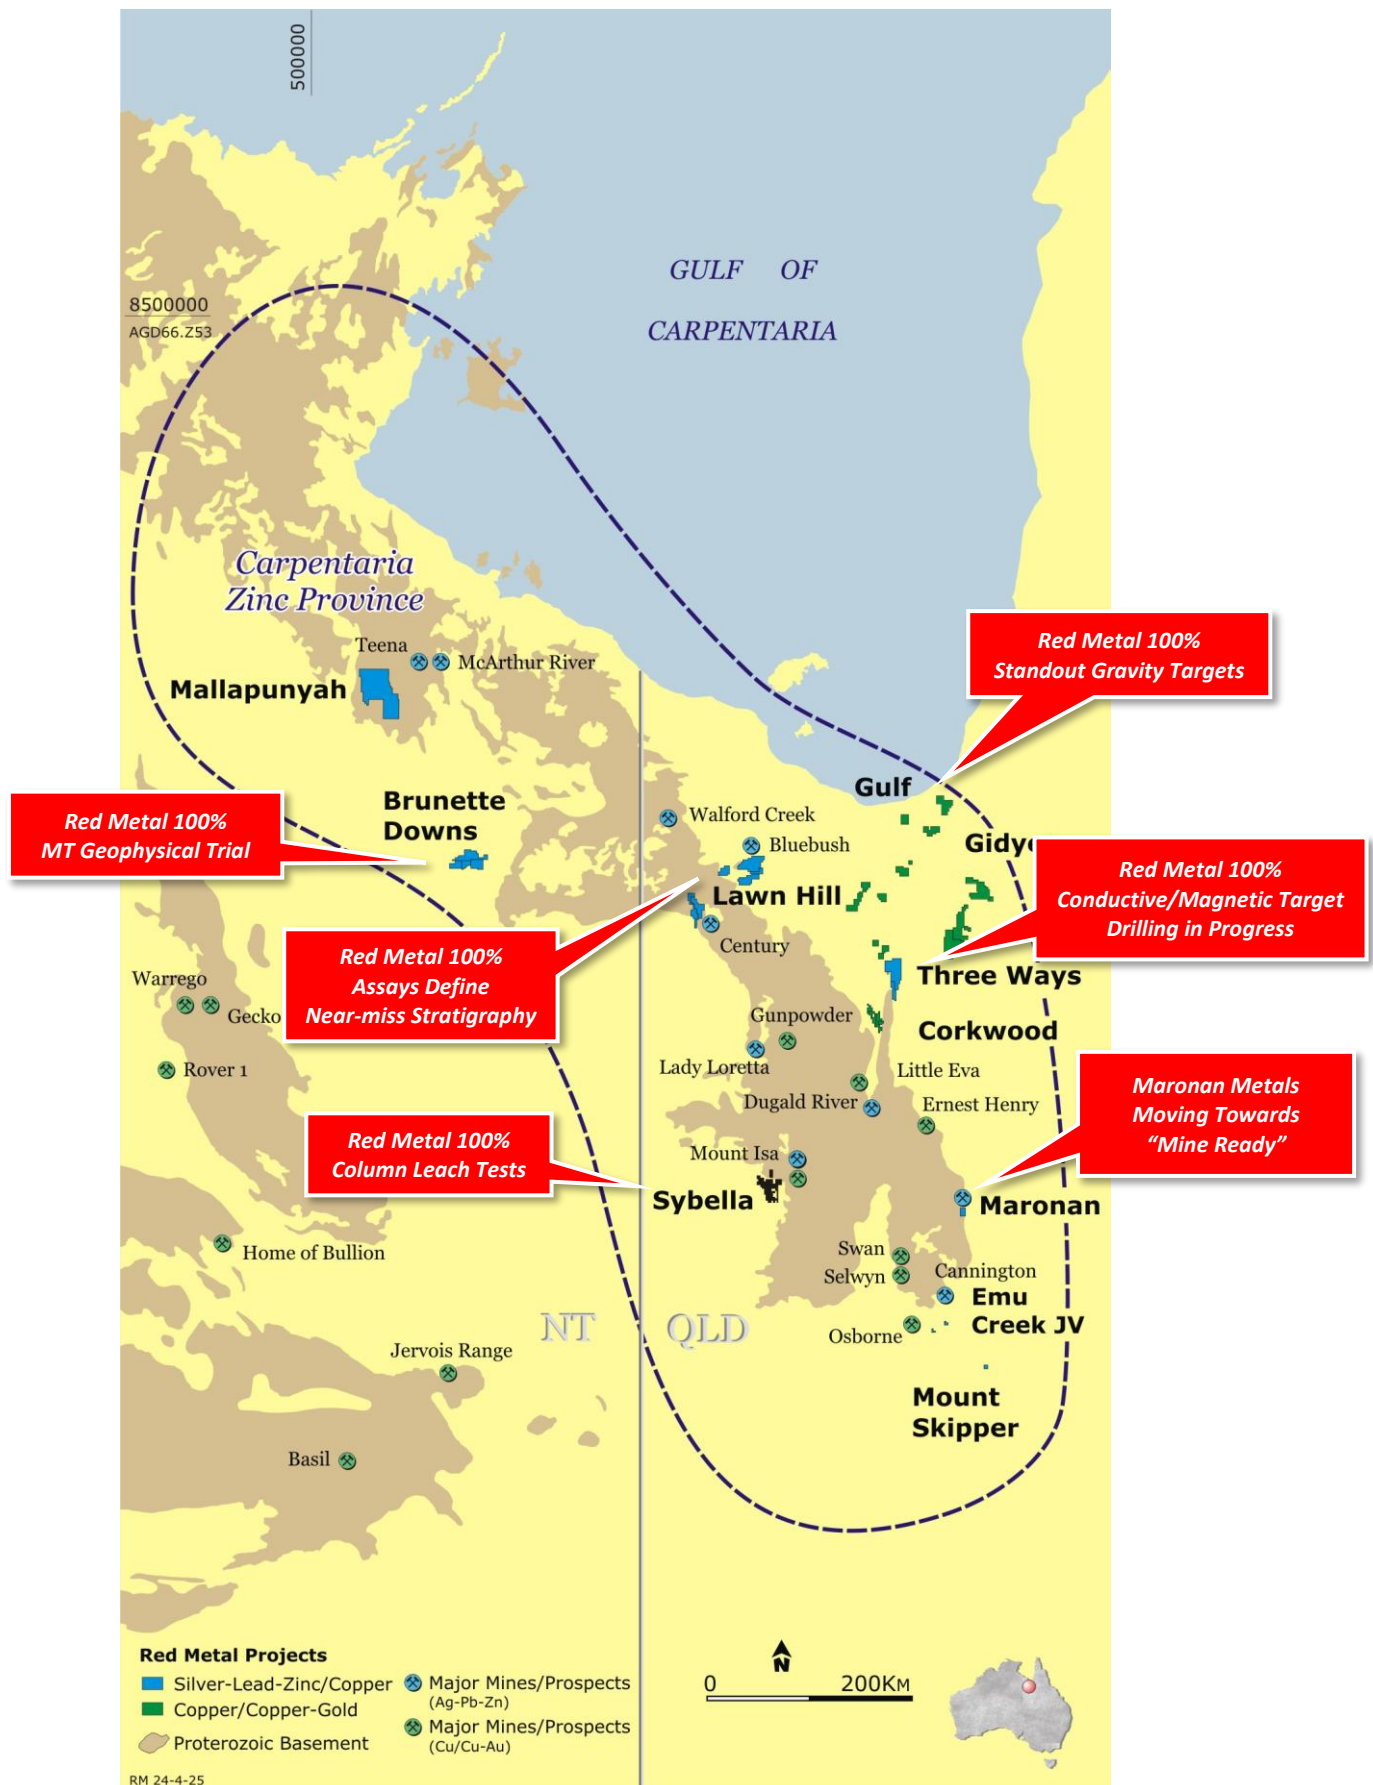 500000
GULF OF
CARPENTARIA
8500000
AGD66.Z53
Carpentaria
Zinc Province
Teena
McArthur River
Mallapunyah
Red Metal 100%
Standout Gravity Targets
Brunette
Downs
Red Metal 100%
MT Geophysical Trial
Gulf
Walford Creek
Bluebush
Gidye
Lawn Hill
Century
Red Metal 100%
Conductive/Magnetic Target
Drilling in Progress
Red Metal 100%
Assays Define
Near-miss Stratigraphy
Warrego
Gecko
Three Ways
Gunpowder
Corkwood
Rover 1
Lady Loretta
Little Eva
Dugald River
Ernest Henry
Maronan Metals
Moving Towards
“Mine Ready”
Red Metal 100%
Column Leach Tests
Mount Isa
Sybella
Maronan
Home of Bullion
Swan
Selwyn
Cannington
Emu
Creek JV
Osborne
NT
QLD
Jervois Range
Mount
Skipper
Basil
Red Metal Projects
Silver-Lead-Zinc/Copper
Copper/Copper-Gold
Proterozoic Basement
Major Mines/Prospects
(Ag-Pb-Zn)
Major Mines/Prospects
(Cu/Cu-Au)
N
0 200KM
RM 24-4-25